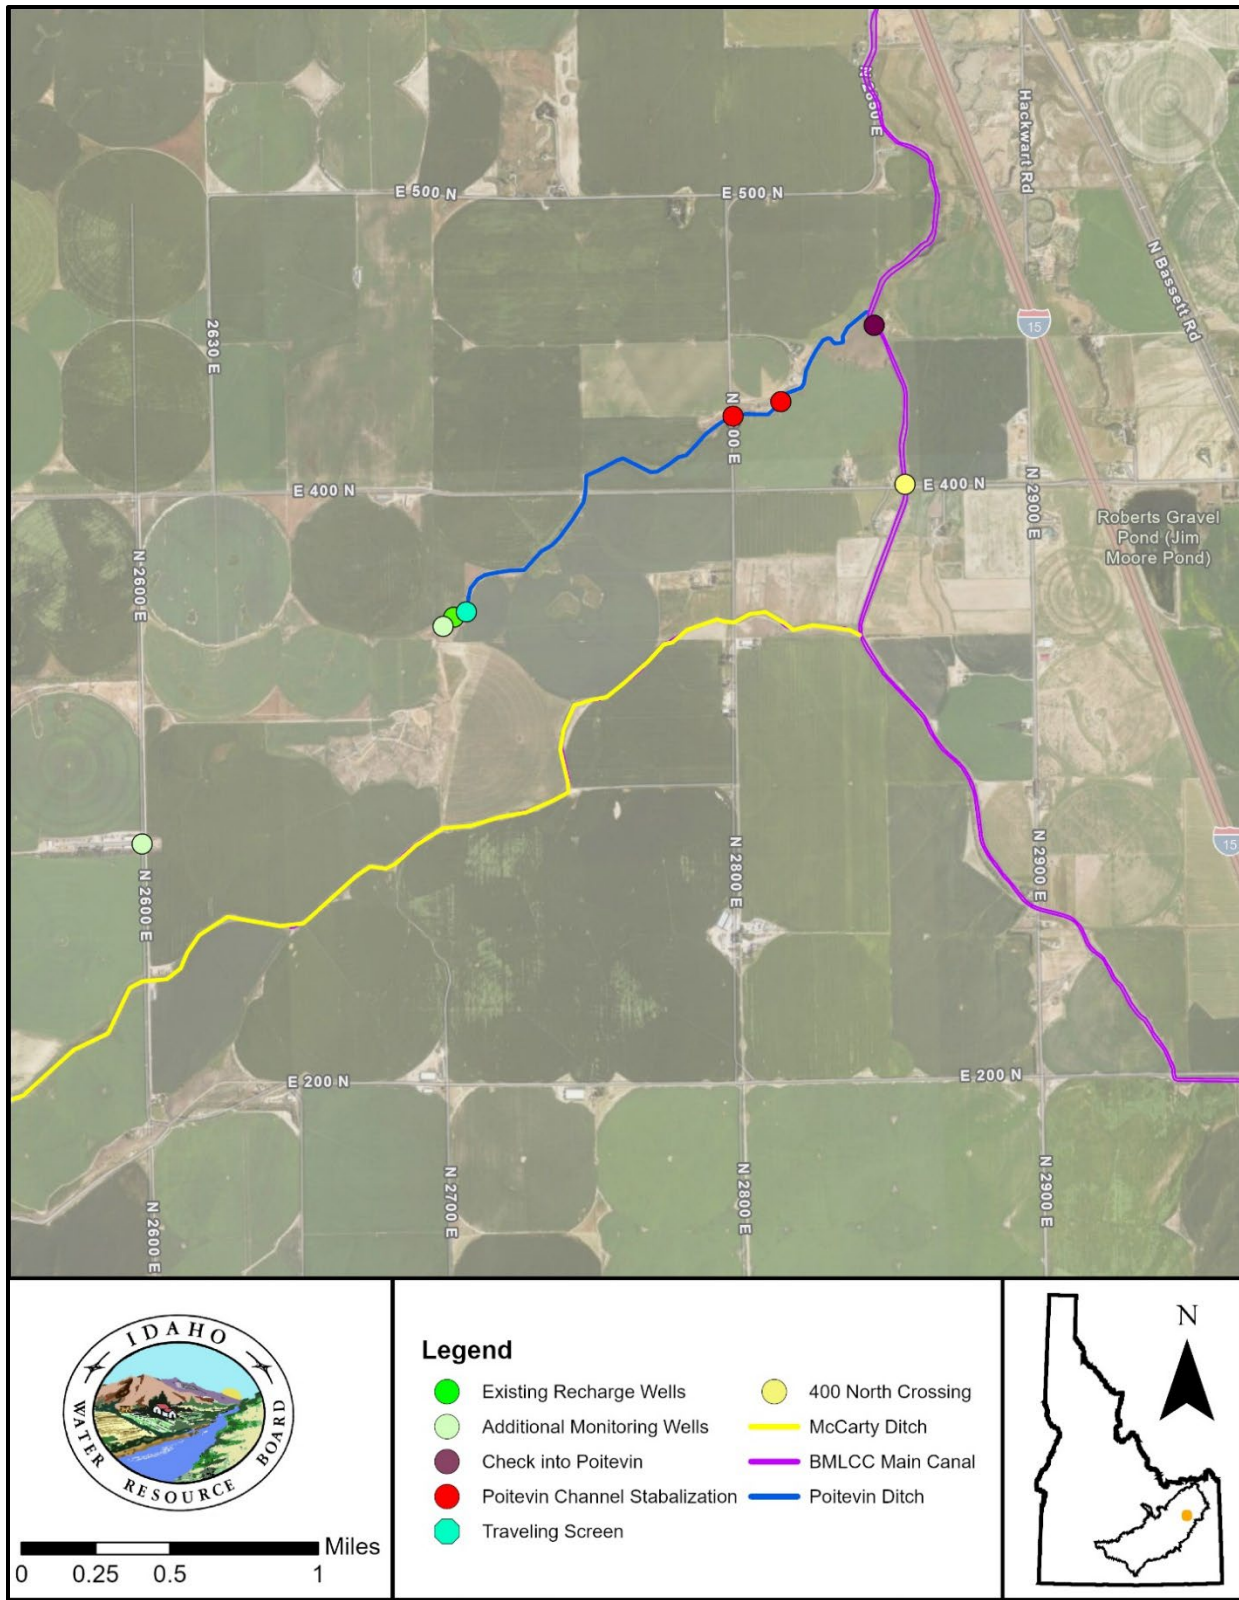 N 2850 E
Hackwart Rd
E 500 N
E 500 N
N Bassett Rd
2630 E
15
N 2800 E
E 400 N
E 400 N
N 2900 E
Roberts Gravel
Pond (Jim
Moore Pond)
N 2600 E
15
N 2800 E
N 2900 E
N 2600 E
E 200 N
E 200 N
N 2600 E
N 2700 E
N 2800 E
N 2900 E
IDAHO
WATER RESOURCE BOARD
Miles
0 0.25 0.5 1
Legend
Existing Recharge Wells
Additional Monitoring Wells
Check into Poitevin
Poitevin Channel Stabalization
Traveling Screen
400 North Crossing
McCarty Ditch
BMLCC Main Canal
Poitevin Ditch
N